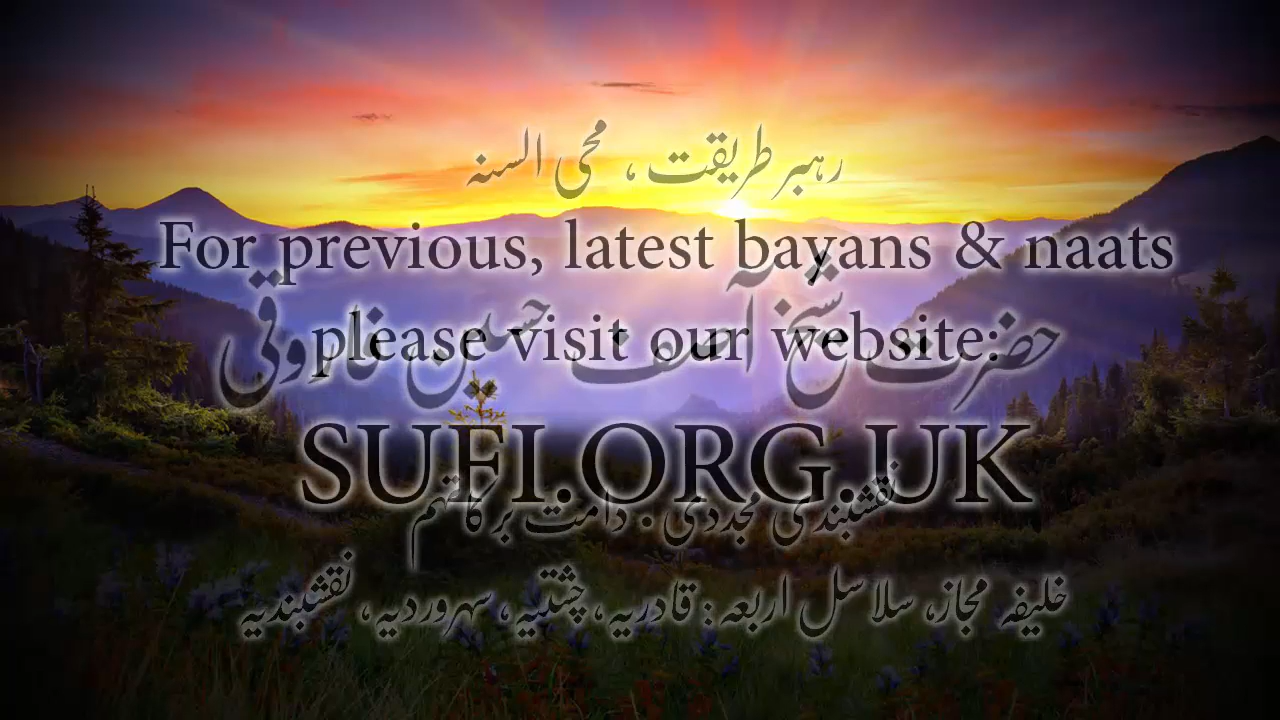 رہبر طریقت، محی السنہ
For previous, latest bayans & naats
حضرت شیخ آصف حسین فاروقی
please visit our website:
SUFI.ORG.UK
نقشبندی مجددی . دامت برکاتہم
خلیفہ مجاز، سلاسل اربعہ: قادریہ، چشتیہ، سہروردیہ، نقشبندیہ